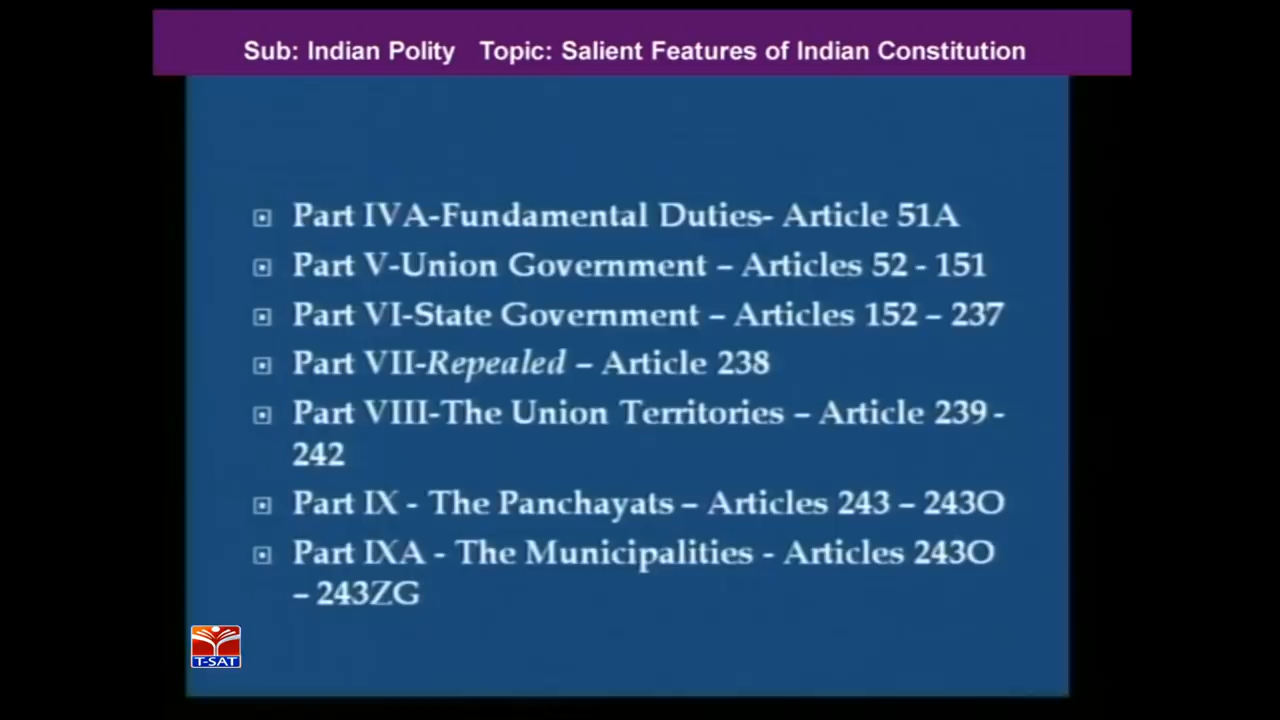 Sub: Indian Polity Topic: Salient Features of Indian Constitution
Part IVA-Fundamental Duties- Article 51A
Part V-Union Government – Articles 52 - 151
Part VI-State Government – Articles 152 – 237
Part VII-Repealed – Article 238
Part VIII-The Union Territories – Article 239 -
242
Part IX - The Panchayats – Articles 243 – 243O
Part IXA - The Municipalities - Articles 243O
– 243ZG
T-SAT